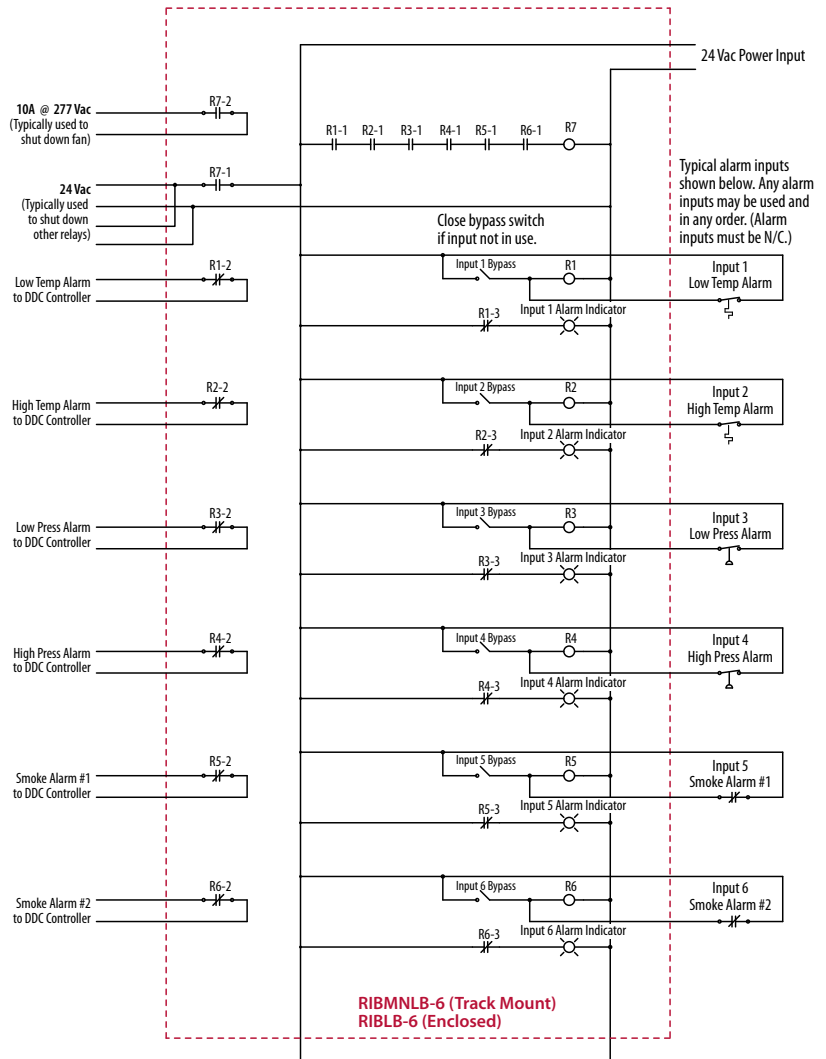 24 Vac Power Input
R7-2
10A @ 277 Vac
(Typically used to
shut down fan)
R1-1 R2-1 R3-1 R4-1 R5-1 R6-1 R7
R7-1
24 Vac
(Typically used
to shut down
other relays)
Typical alarm inputs
shown below. Any alarm
inputs may be used and
in any order. (Alarm
inputs must be N/C.)
Close bypass switch
if input not in use.
R1-2
Low Temp Alarm
to DDC Controller
Input 1 Bypass
R1
Input 1
Low Temp Alarm
R1-3
Input 1 Alarm Indicator
R2-2
High Temp Alarm
to DDC Controller
Input 2 Bypass
R2
Input 2
High Temp Alarm
R2-3
Input 2 Alarm Indicator
R3-2
Low Press Alarm
to DDC Controller
Input 3 Bypass
R3
Input 3
Low Press Alarm
R3-3
Input 3 Alarm Indicator
R4-2
High Press Alarm
to DDC Controller
Input 4 Bypass
R4
Input 4
High Press Alarm
R4-3
Input 4 Alarm Indicator
R5-2
Smoke Alarm #1
to DDC Controller
Input 5 Bypass
R5
Input 5
Smoke Alarm #1
R5-3
Input 5 Alarm Indicator
R6-2
Smoke Alarm #2
to DDC Controller
Input 6 Bypass
R6
Input 6
Smoke Alarm #2
R6-3
Input 6 Alarm Indicator
RIBMNLB-6 (Track Mount)
RIBLB-6 (Enclosed)